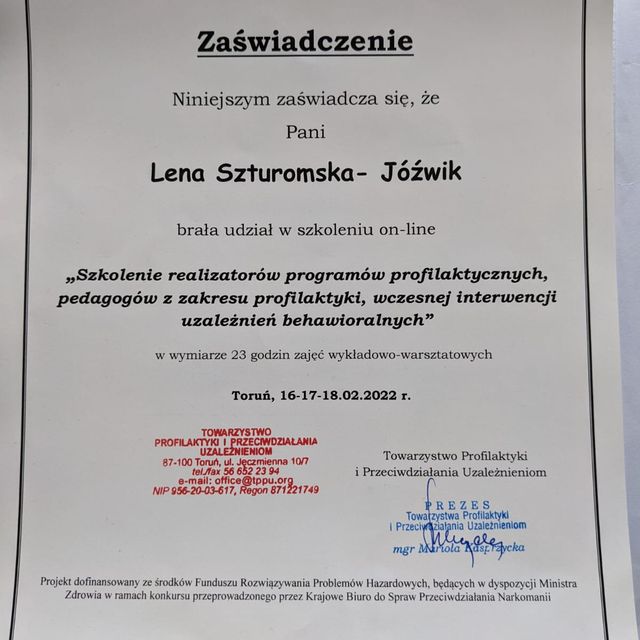 Zaświadczenie
Niniejszym zaświadcza się, że
Pani
Lena Szturomska- Jóźwik
brała udział w szkoleniu on-line
„Szkolenie realizatorów programów profilaktycznych,
pedagogów z zakresu profilaktyki, wczesnej interwencji
uzależnień behawioralnych”
w wymiarze 23 godzin zajęć wykładowo-warsztatowych
Toruń, 16-17-18.02.2022 r.
TOWARZYSTWO
PROFILAKTYKI I PRZECIWDZIAŁANIA
UZALEŻNIENIOM
87-100 Toruń, ul. Jęczmienna 10/7
tel./fax 56 652 23 94
e-mail: office@tppu.org
NIP 956-20-03-617, Regon 871221749
Towarzystwo Profilaktyki
i Przeciwdziałania Uzależnieniom
PREZES
Towarzystwa Profilaktyki
i Przeciwdziałania Uzależnieniom
mgr Mariola Kasprzycka
Projekt dofinansowany ze środków Funduszu Rozwiązywania Problemów Hazardowych, będących w dyspozycji Ministra
Zdrowia w ramach konkursu przeprowadzonego przez Krajowe Biuro do Spraw Przeciwdziałania Narkomanii